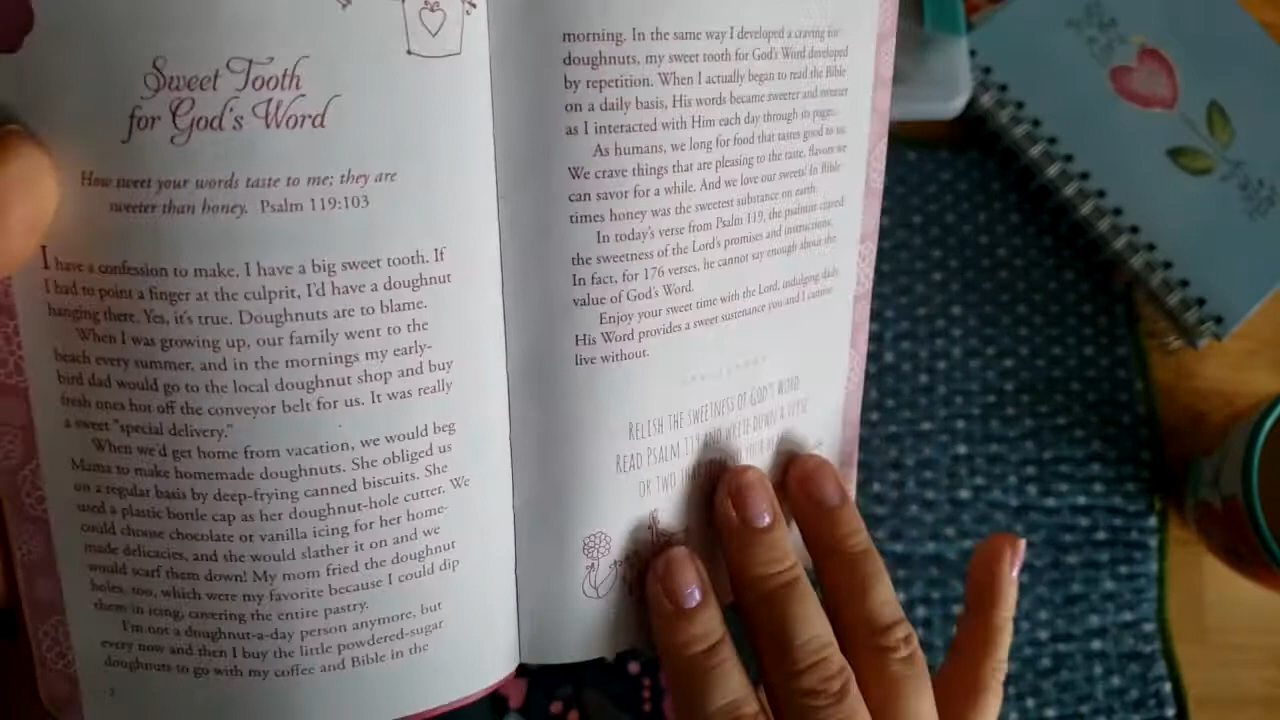 Sweet Tooth
for God's Word
How sweet your words taste to me; they are
sweeter than honey. Psalm 119:103
I have a confession to make. I have a big sweet tooth. If
I had to point a finger at the culprit, I'd have a doughnut
hanging there. Yes, it's true. Doughnuts are to blame.
When I was growing up, our family went to the
beach every summer, and in the mornings my early-
bird dad would go to the local doughnut shop and buy
fresh ones hot off the conveyor belt for us. It was really
a sweet "special delivery."
When we'd get home from vacation, we would beg
Mama to make homemade doughnuts. She obliged us
on a regular basis by deep-frying canned biscuits. She
used a plastic bottle cap as her doughnut-hole cutter. We
could choose chocolate or vanilla icing for her home-
made delicacies, and she would slather it on and we
would scarf them down! My mom fried the doughnut
holes, too, which were my favorite because I could dip
them in icing, covering the entire pastry.
I'm not a doughnut-a-day person anymore, but
every now and then I buy the little powdered-sugar
doughnuts to go with my coffee and Bible in the
2
morning. In the same way I developed a craving for
doughnuts, my sweet tooth for God's Word developed
by repetition. When I actually began to read the Bible
on a daily basis, His words became sweeter and sweeter
as I interacted with Him each day through its pages.
As humans, we long for food that tastes good to us.
We crave things that are pleasing to the taste, flavors we
can savor for a while. And we love our sweets! In Bible
times honey was the sweetest substance on earth.
In today's verse from Psalm 119, the psalmist craved
the sweetness of the Lord's promises and instructions.
In fact, for 176 verses, he cannot say enough about the
value of God's Word.
Enjoy your sweet time with the Lord, indulging daily.
His Word provides a sweet sustenance you and I cannot
live without.
RELISH THE SWEETNESS OF GOD'S WORD.
READ PSALM 119 AND WRITE DOWN A VERSE
OR TWO